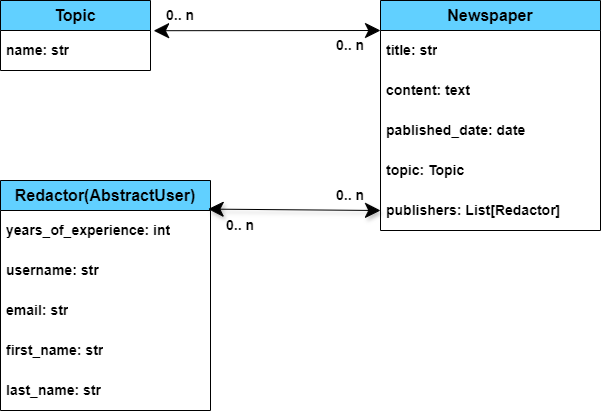 Topic
name: str
0.. n
0.. n
Newspaper
title: str
content: text
pablished_date: date
topic: Topic
publishers: List[Redactor]
Redactor(AbstractUser)
years_of_experience: int
username: str
email: str
first_name: str
last_name: str
0.. n
0.. n